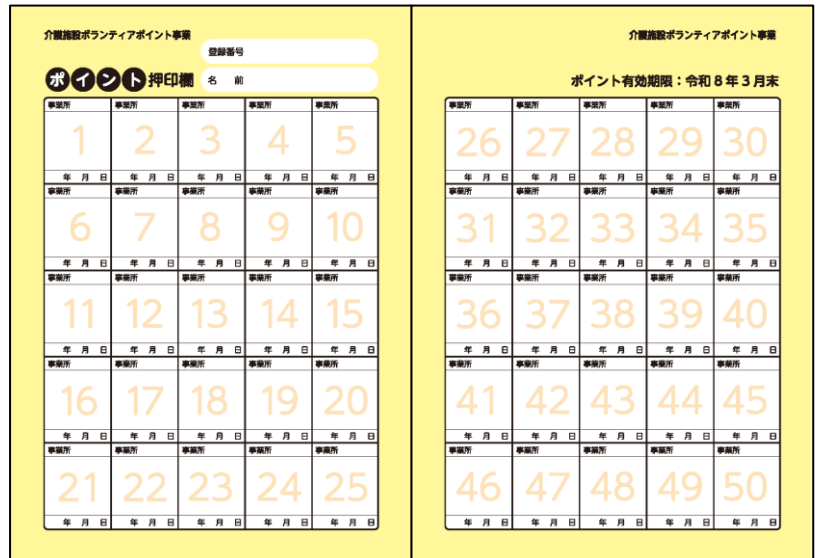 介護施設ボランティアポイント事業
登録番号
ポイント押印欄
名 前
事業所 事業所 事業所 事業所 事業所
1 2 3 4 5
年 月 日 年 月 日 年 月 日 年 月 日 年 月 日
事業所 事業所 事業所 事業所 事業所
6 7 8 9 10
年 月 日 年 月 日 年 月 日 年 月 日 年 月 日
事業所 事業所 事業所 事業所 事業所
11 12 13 14 15
年 月 日 年 月 日 年 月 日 年 月 日 年 月 日
事業所 事業所 事業所 事業所 事業所
16 17 18 19 20
年 月 日 年 月 日 年 月 日 年 月 日 年 月 日
事業所 事業所 事業所 事業所 事業所
21 22 23 24 25
年 月 日 年 月 日 年 月 日 年 月 日 年 月 日
介護施設ボランティアポイント事業
ポイント有効期限：令和8年3月末
事業所 事業所 事業所 事業所 事業所
26 27 28 29 30
年 月 日 年 月 日 年 月 日 年 月 日 年 月 日
事業所 事業所 事業所 事業所 事業所
31 32 33 34 35
年 月 日 年 月 日 年 月 日 年 月 日 年 月 日
事業所 事業所 事業所 事業所 事業所
36 37 38 39 40
年 月 日 年 月 日 年 月 日 年 月 日 年 月 日
事業所 事業所 事業所 事業所 事業所
41 42 43 44 45
年 月 日 年 月 日 年 月 日 年 月 日 年 月 日
事業所 事業所 事業所 事業所 事業所
46 47 48 49 50
年 月 日 年 月 日 年 月 日 年 月 日 年 月 日